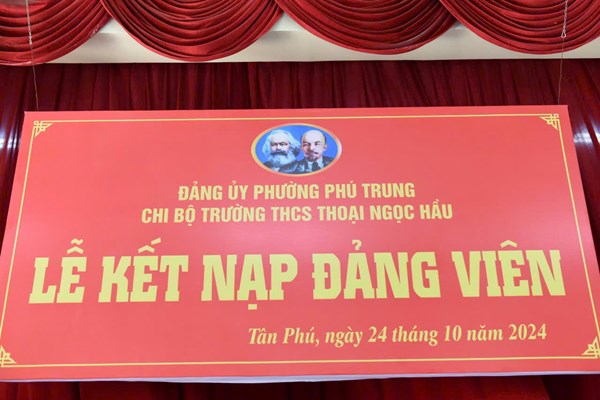 ĐẢNG ỦY PHƯỜNG PHÚ TRUNG
CHI BỘ TRƯỜNG THCS THOẠI NGỌC HẦU
LỄ KẾT NẠP ĐẢNG VIÊN
Tân Phú, ngày 24 tháng 10 năm 2024